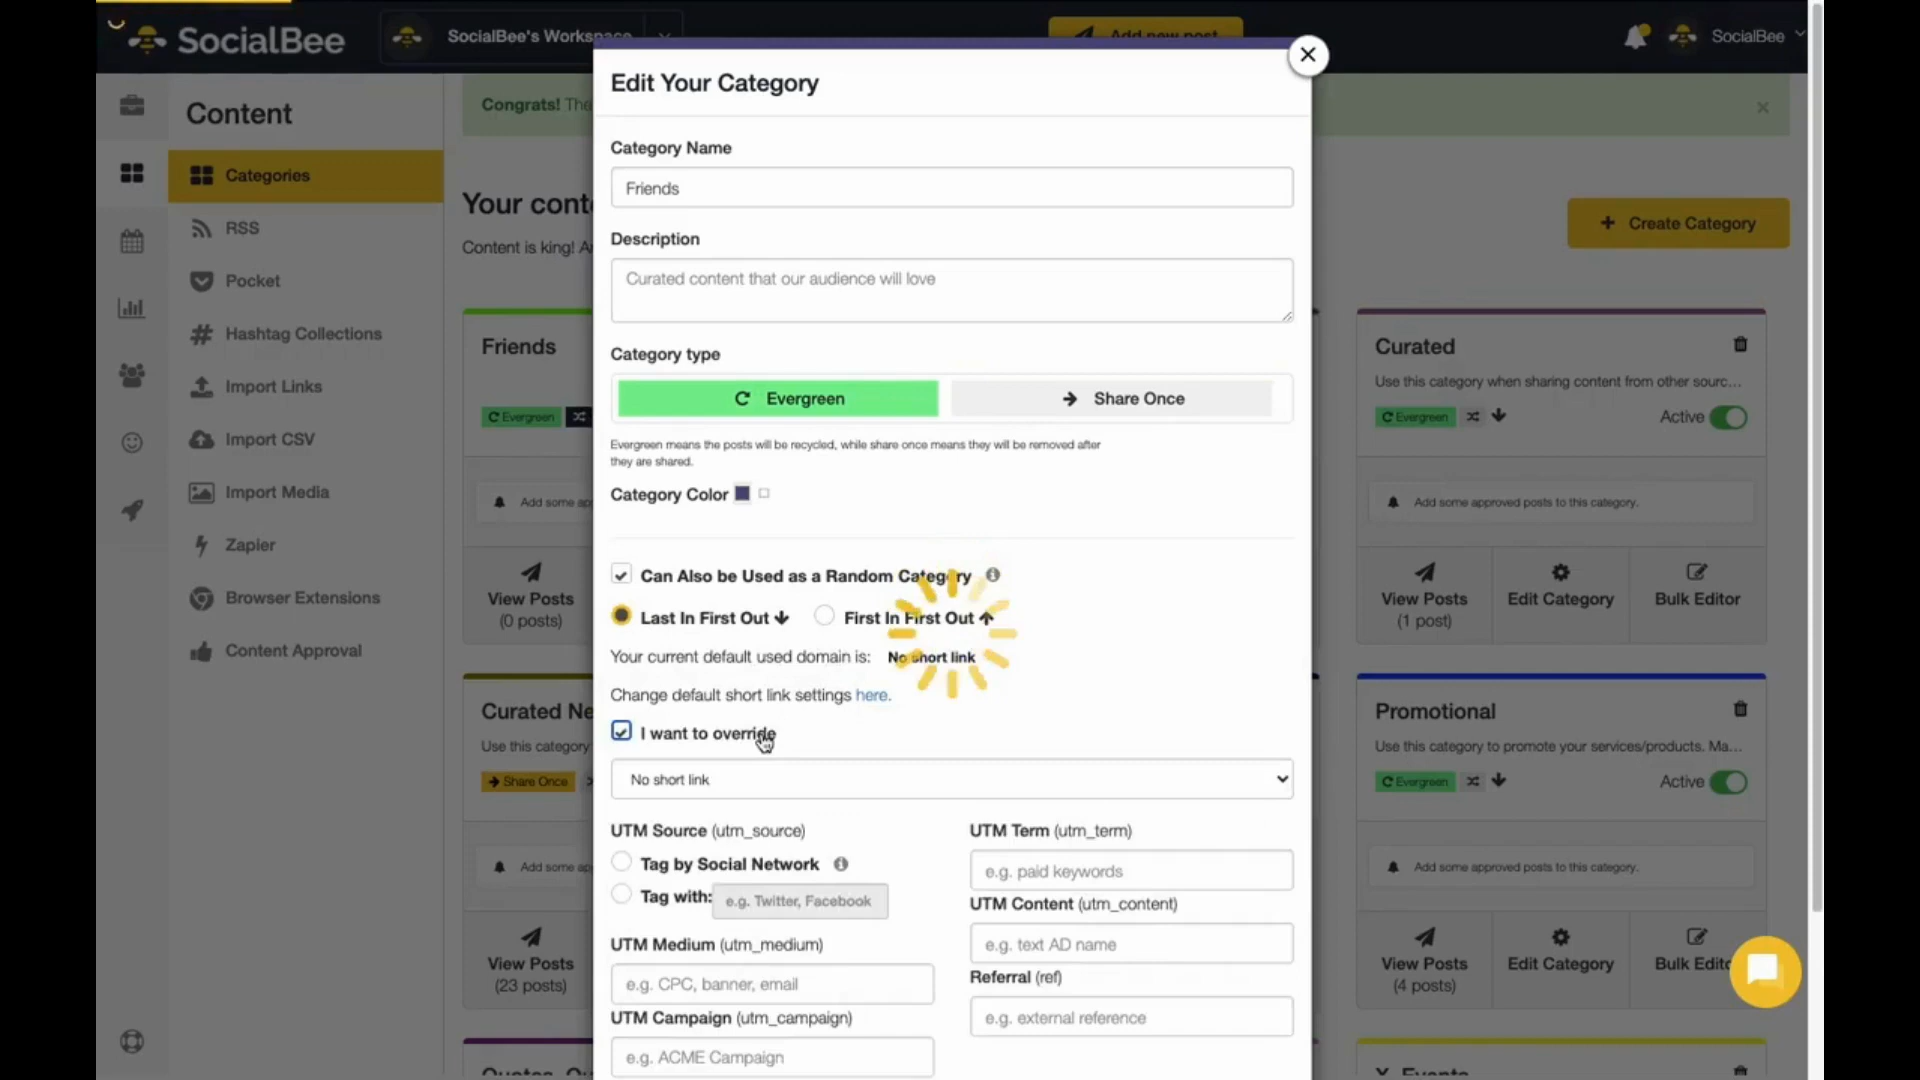 SocialBee
SocialBee's Workspace
Add new post
SocialBee
Edit Your Category
Content
Congrats! The
Category Name
Friends
Categories
RSS
Pocket
Hashtag Collections
Import Links
Import CSV
Import Media
Zapier
Browser Extensions
Content Approval
Your conte
Content is king! A
Create Category
Description
Curated content that our audience will love
Category type
Evergreen
Share Once
Evergreen means the posts will be recycled, while share once means they will be removed after
they are shared.
Category Color
Can Also be Used as a Random Category
Last In First Out
First In First Out
Your current default used domain is: No short link
Change default short link settings here.
I want to override
No short link
UTM Source (utm_source)
Tag by Social Network
Tag with: e.g. Twitter, Facebook
UTM Medium (utm_medium)
e.g. CPC, banner, email
UTM Campaign (utm_campaign)
e.g. ACME Campaign
UTM Term (utm_term)
e.g. paid keywords
UTM Content (utm_content)
e.g. text AD name
Referral (ref)
e.g. external reference
Friends
Evergreen
Add some ap
View Posts
(0 posts)
Curated Ne
Use this category
Share Once
Add some ap
View Posts
(23 posts)
Curated
Use this category when sharing content from other sourc...
Evergreen
Active
Add some approved posts to this category.
View Posts
(1 post)
Edit Category
Bulk Editor
Promotional
Use this category to promote your services/products. Ma...
Evergreen
Active
Add some approved posts to this category.
View Posts
(4 posts)
Edit Category
Bulk Edito